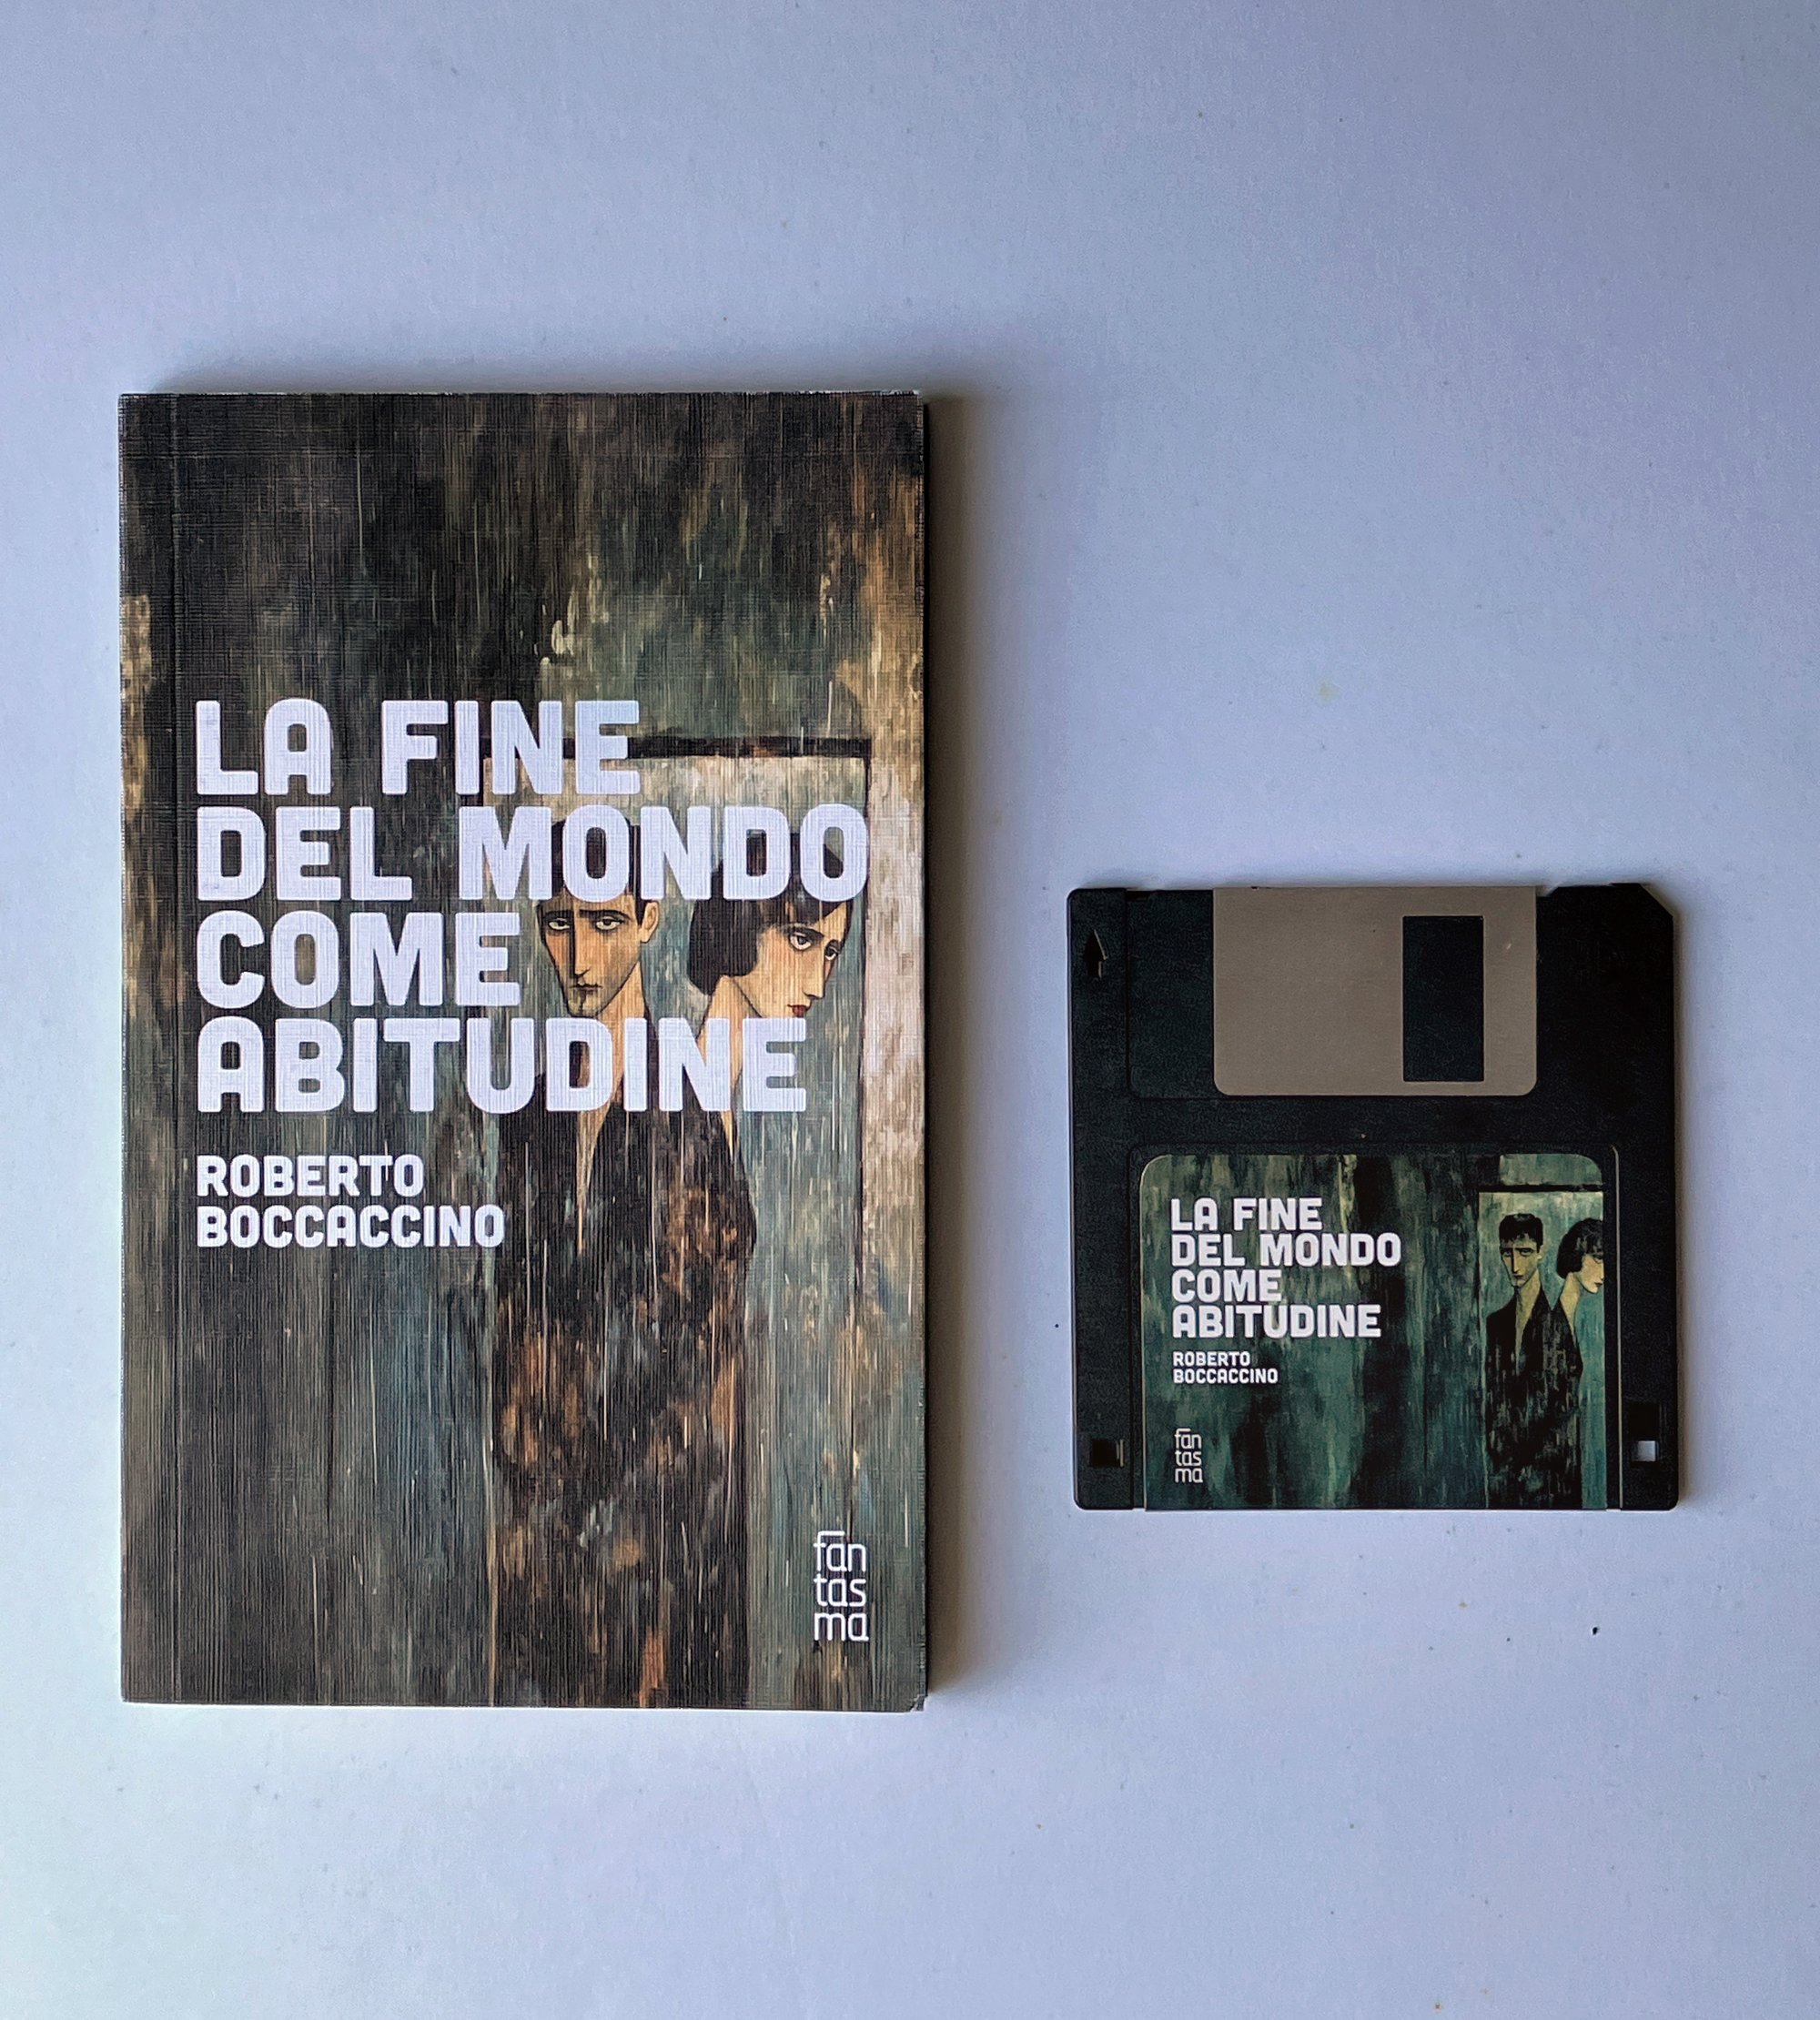 LA FINE
DEL MONDO
COME
ABITUDINE
ROBERTO
BOCCACCINO
fan
tas
ma
LA FINE
DEL MONDO
COME
ABITUDINE
ROBERTO
BOCCACCINO
fan
tas
ma